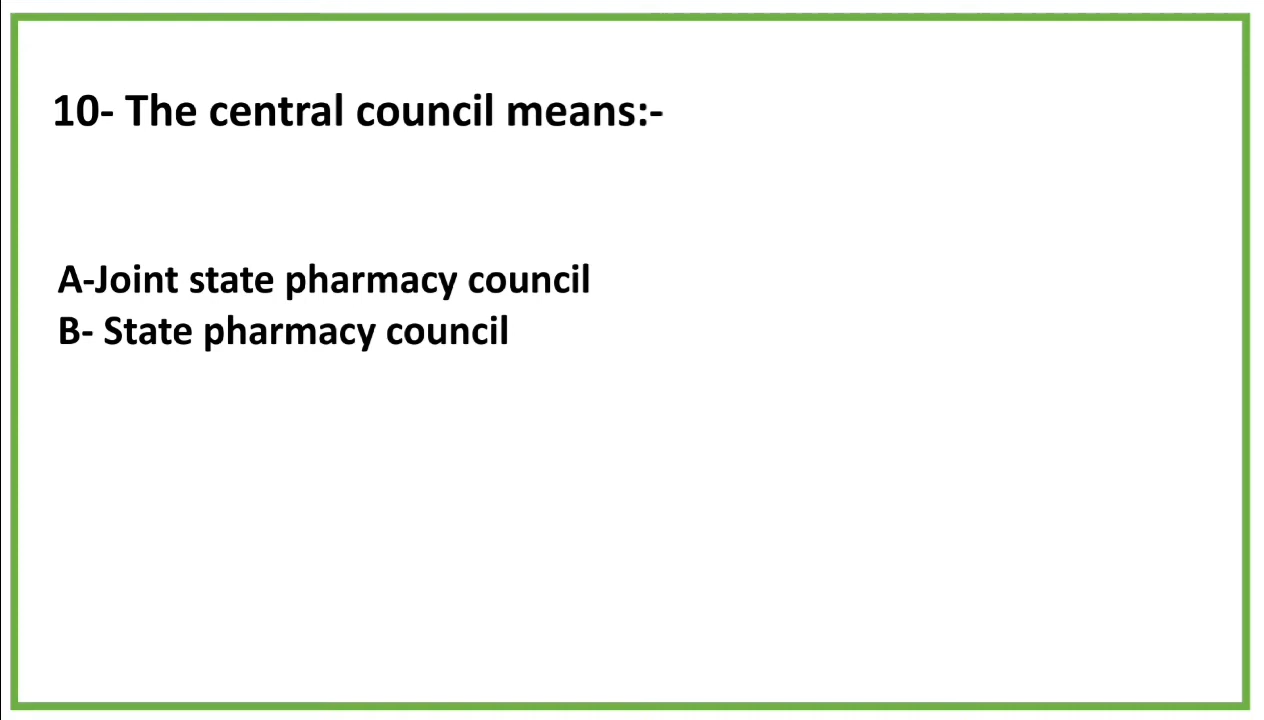 10- The central council means:-
A-Joint state pharmacy council
B- State pharmacy council